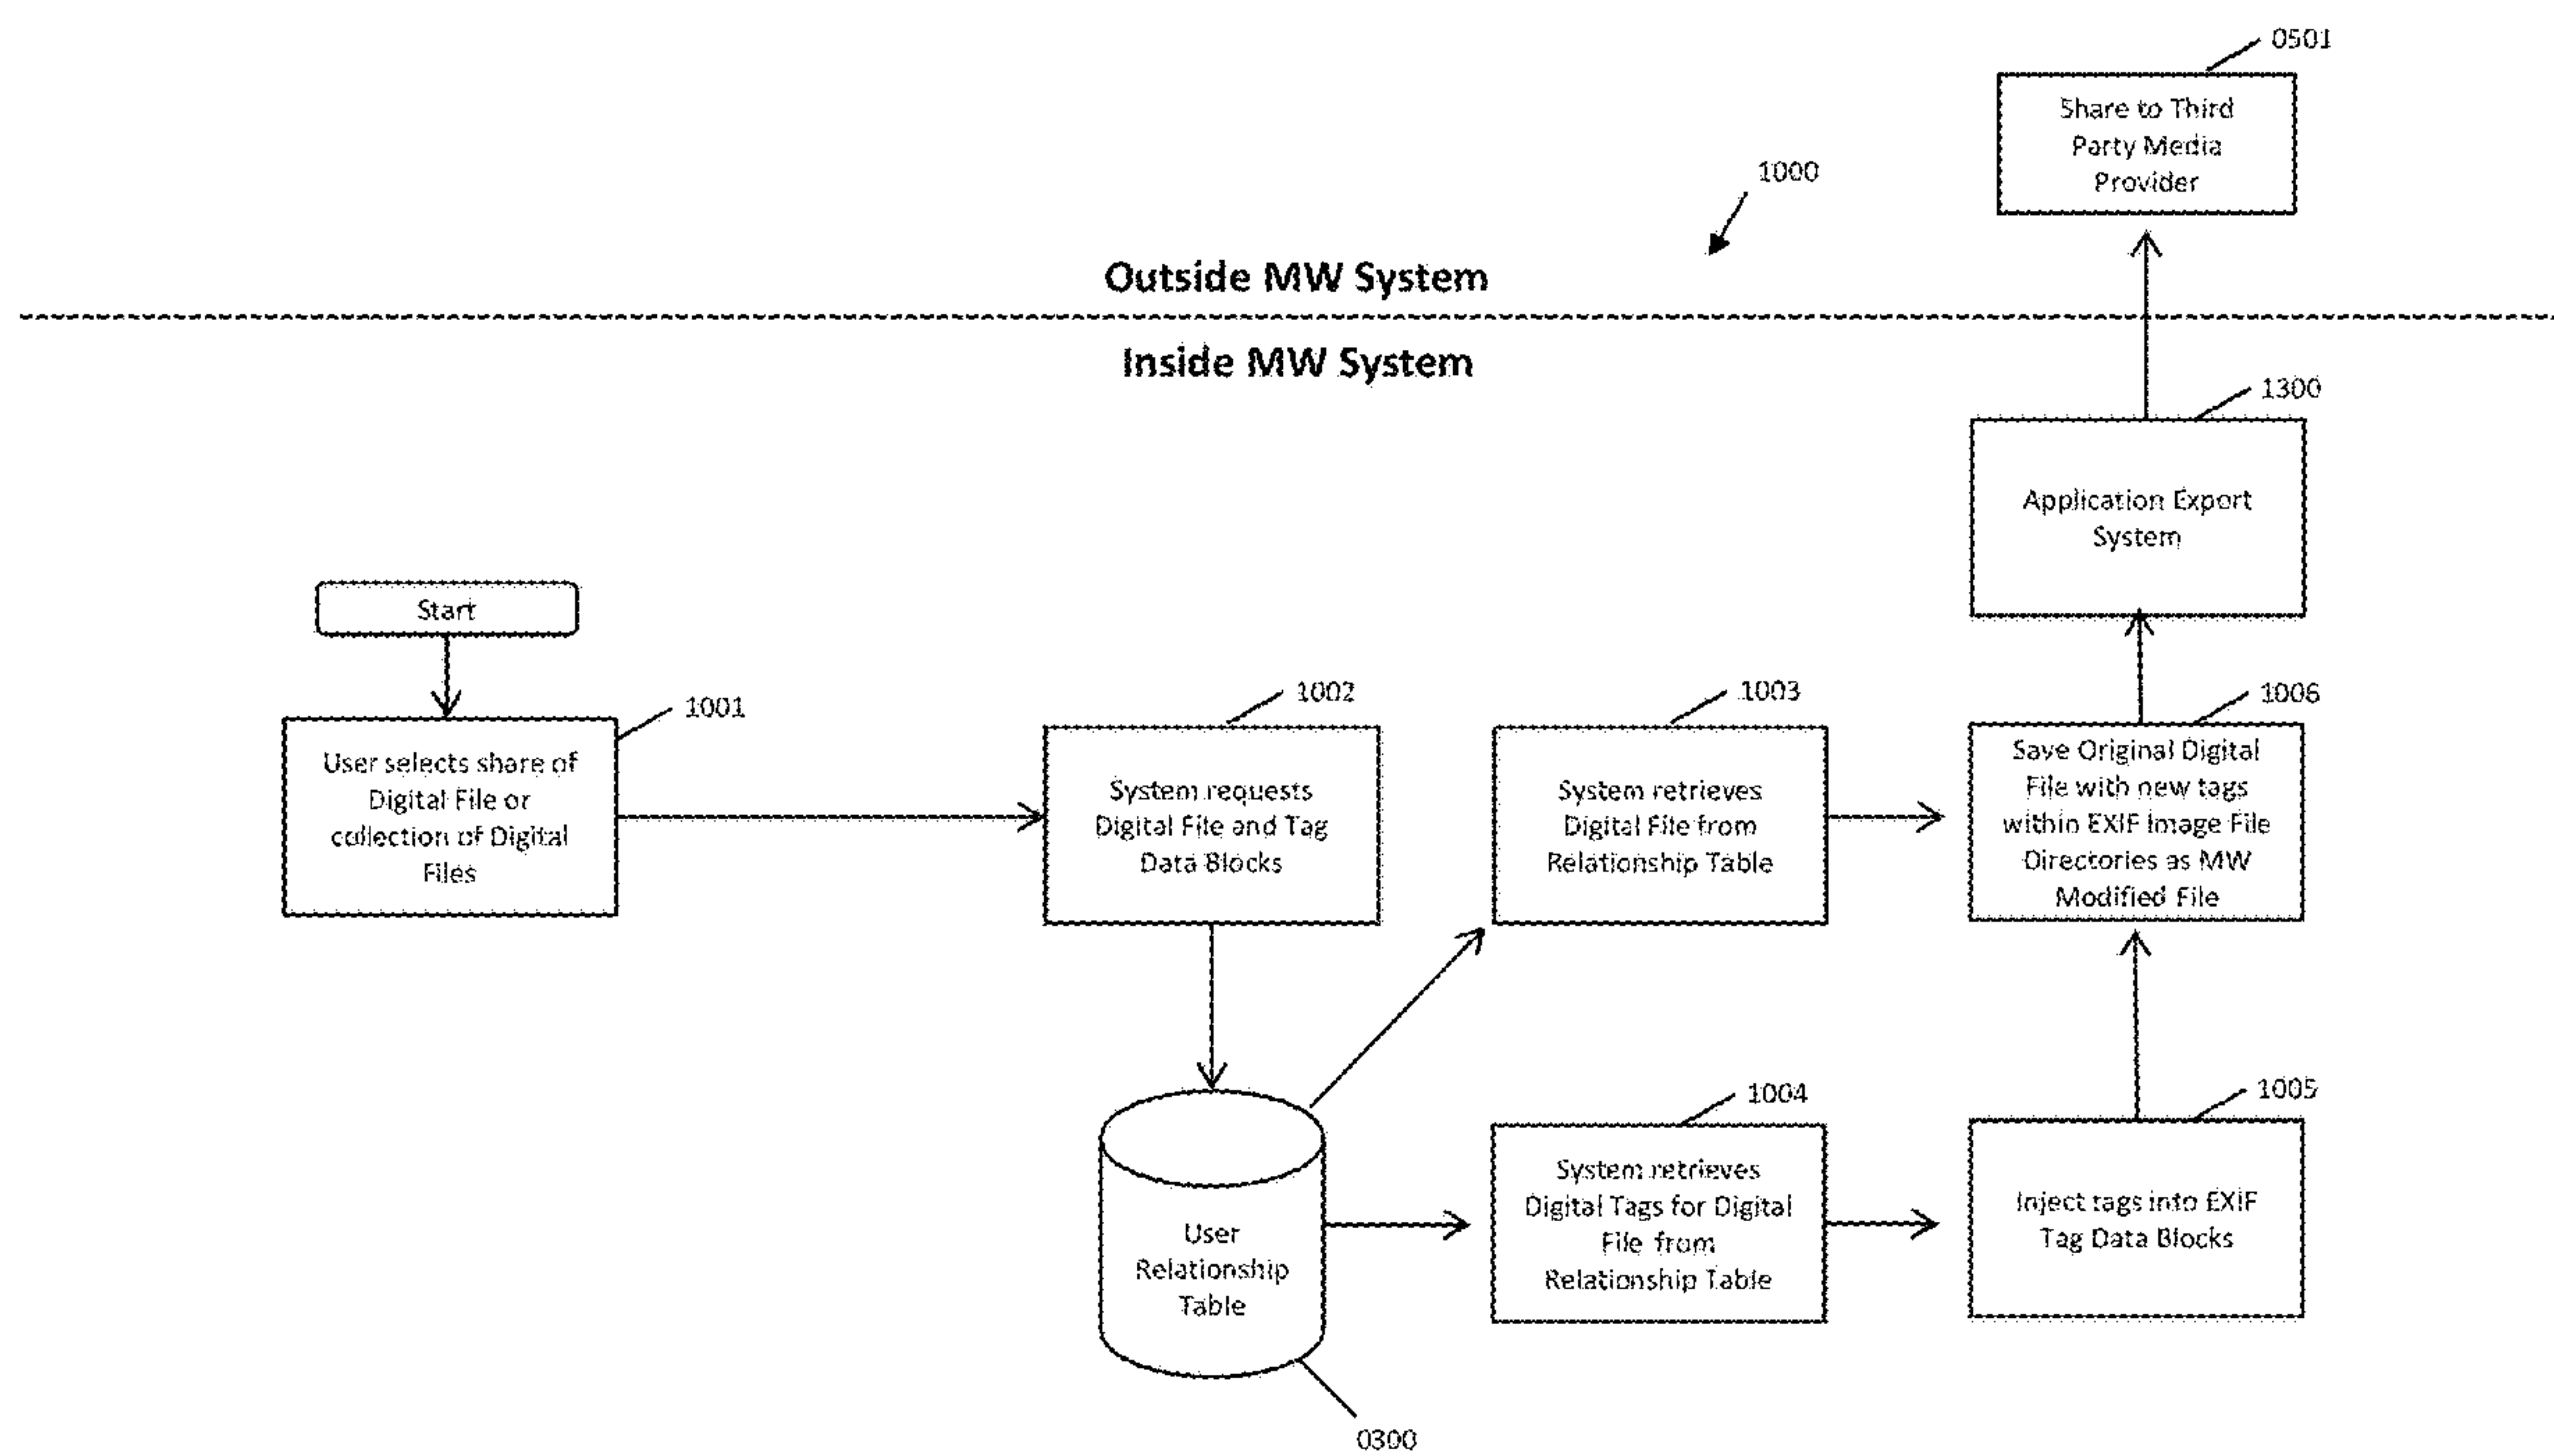 0501
Share to Third
Party Media
Provider
1000
Outside MW System
Inside MW System
1300
Application Export
System
Start
1001
User selects share of
Digital File or
collection of Digital
Files
1002
System requests
Digital File and Tag
Data Blocks
1003
System retrieves
Digital File from
Relationship Table
1006
Save Original Digital
File with new tags
within EXIF Image File
Directories as MW
Modified File
User
Relationship
Table
0300
1004
System retrieves
Digital Tags for Digital
File from
Relationship Table
1005
Inject tags into EXIF
Tag Data Blocks